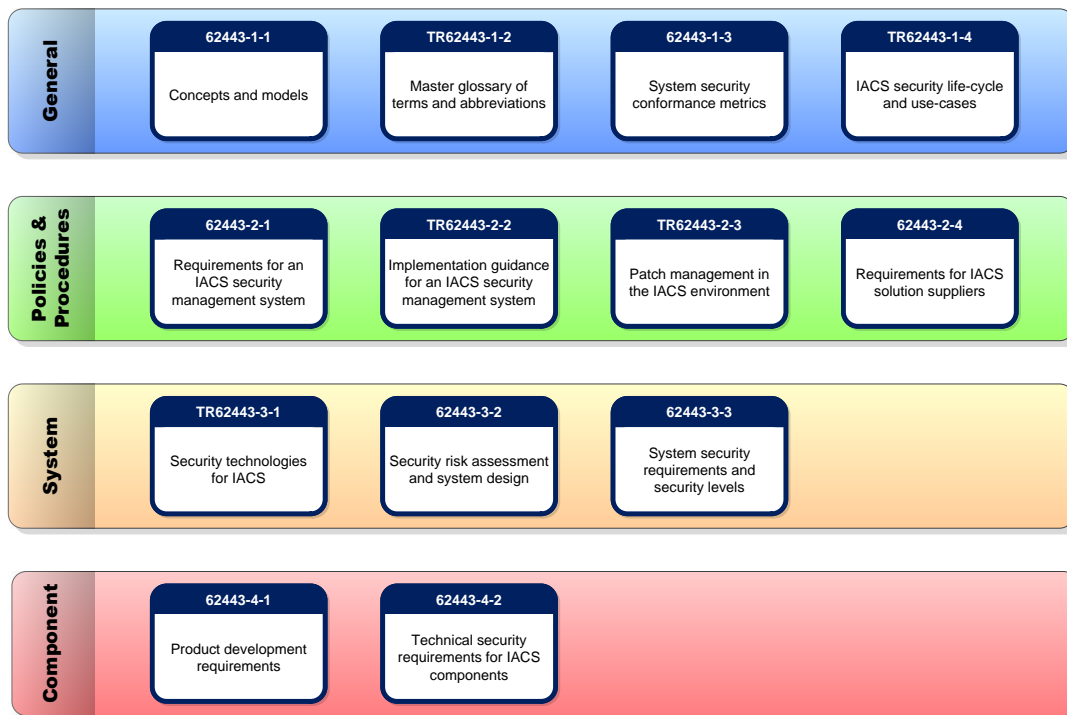 General
62443-1-1
Concepts and models
TR62443-1-2
Master glossary of
terms and abbreviations
62443-1-3
System security
conformance metrics
TR62443-1-4
IACS security life-cycle
and use-cases
Policies &
Procedures
62443-2-1
Requirements for an
IACS security
management system
TR62443-2-2
Implementation guidance
for an IACS security
management system
TR62443-2-3
Patch management in
the IACS environment
62443-2-4
Requirements for IACS
solution suppliers
System
TR62443-3-1
Security technologies
for IACS
62443-3-2
Security risk assessment
and system design
62443-3-3
System security
requirements and
security levels
Component
62443-4-1
Product development
requirements
62443-4-2
Technical security
requirements for IACS
components